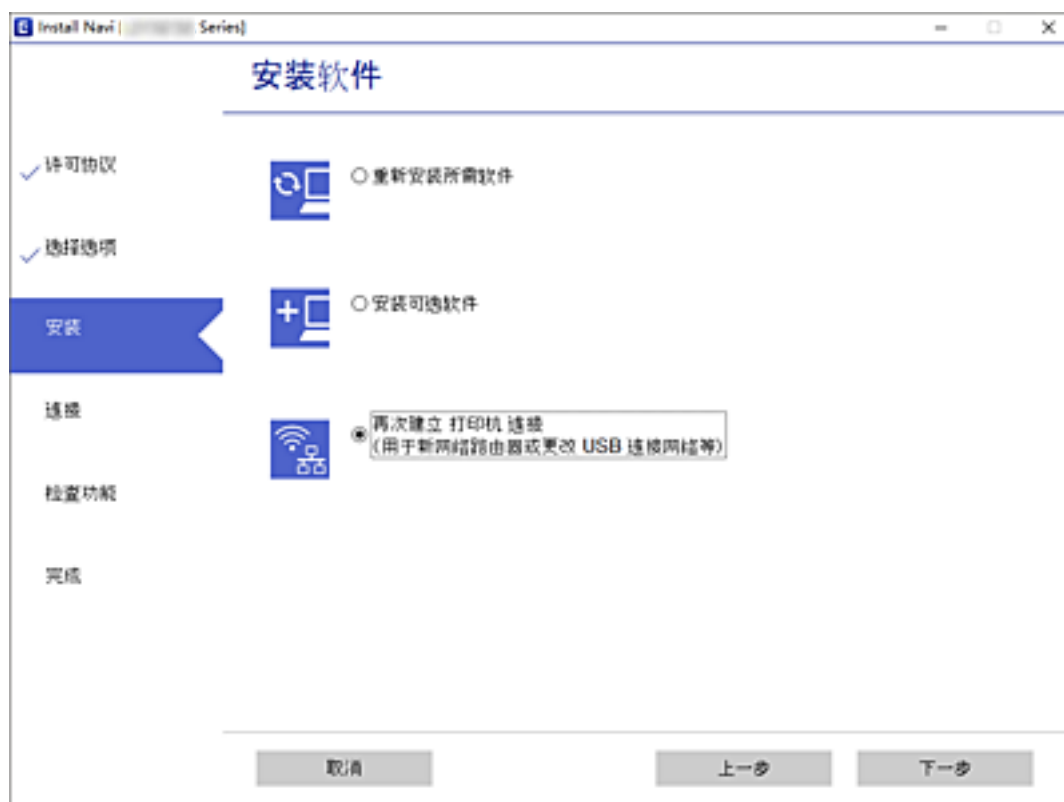 Install Navi [ Series]
安装软件
许可协议
选择选项
安装
连接
检查功能
完成
重新安装所需软件
安装可选软件
再次建立 打印机 连接
(用于新网络路由器或更改 USB 连接网络等)
取消
上一步
下一步